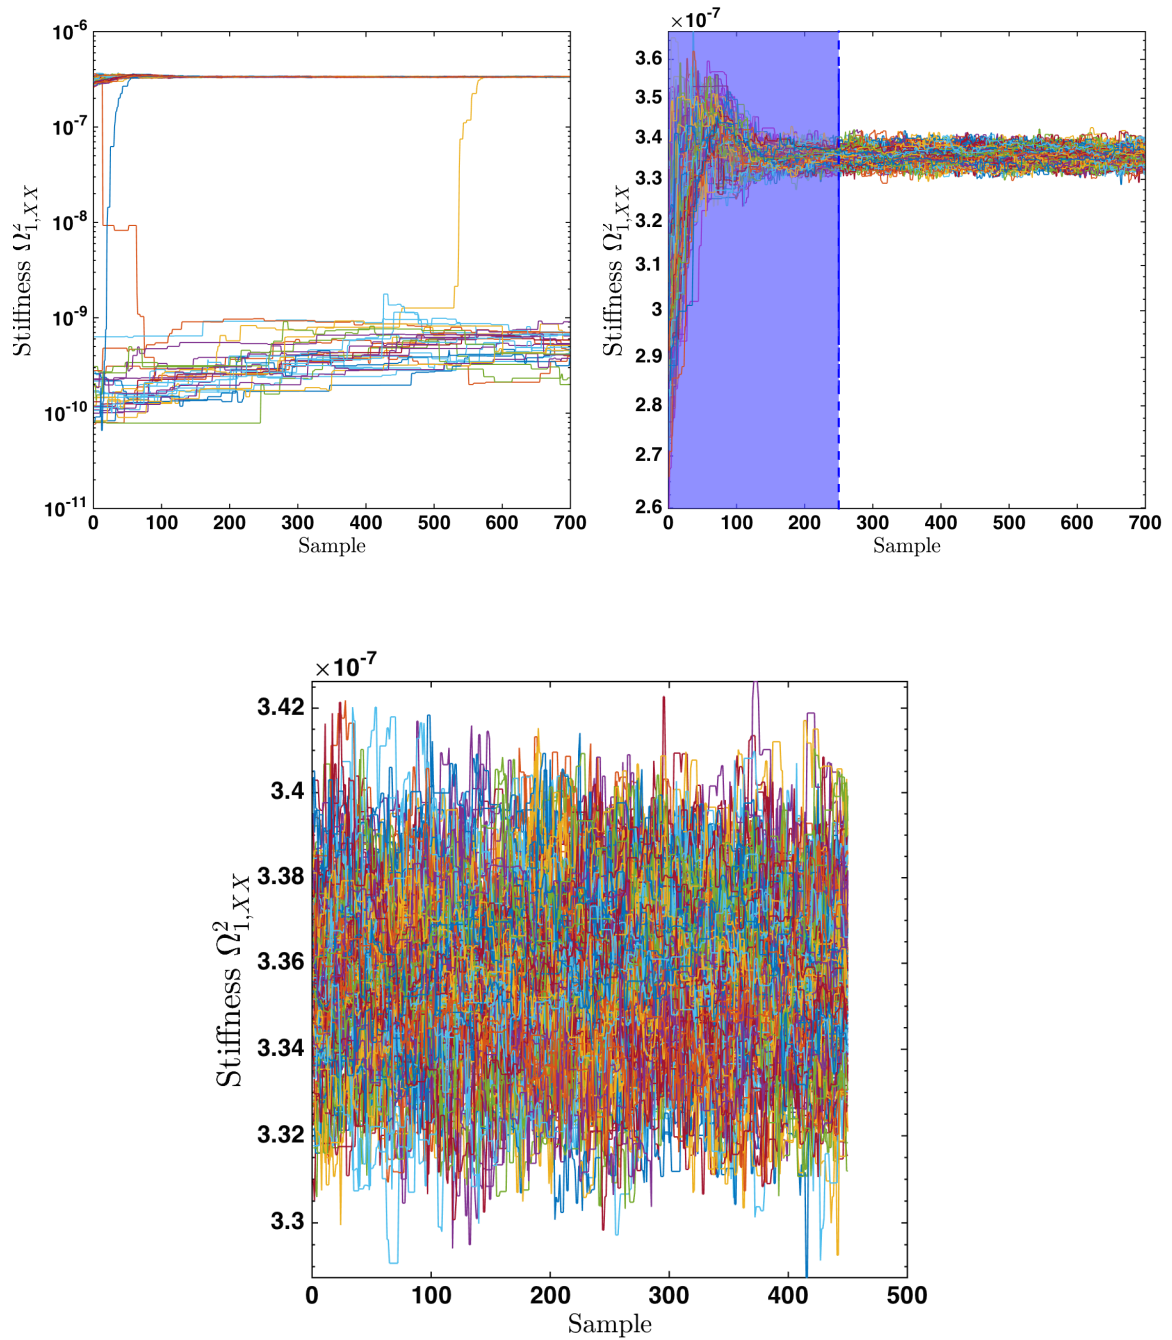 10^-6
10^-7
10^-8
10^-9
10^-10
10^-11
Stiffness Ω²₁,XX
0 100 200 300 400 500 600 700
Sample
×10^-7
3.6
3.5
3.4
3.3
3.2
3.1
3
2.9
2.8
2.7
2.6
Stiffness Ω²₁,XX
0 100 200 300 400 500 600 700
Sample
×10^-7
3.42
3.4
3.38
3.36
3.34
3.32
3.3
Stiffness Ω²₁,XX
0 100 200 300 400 500
Sample